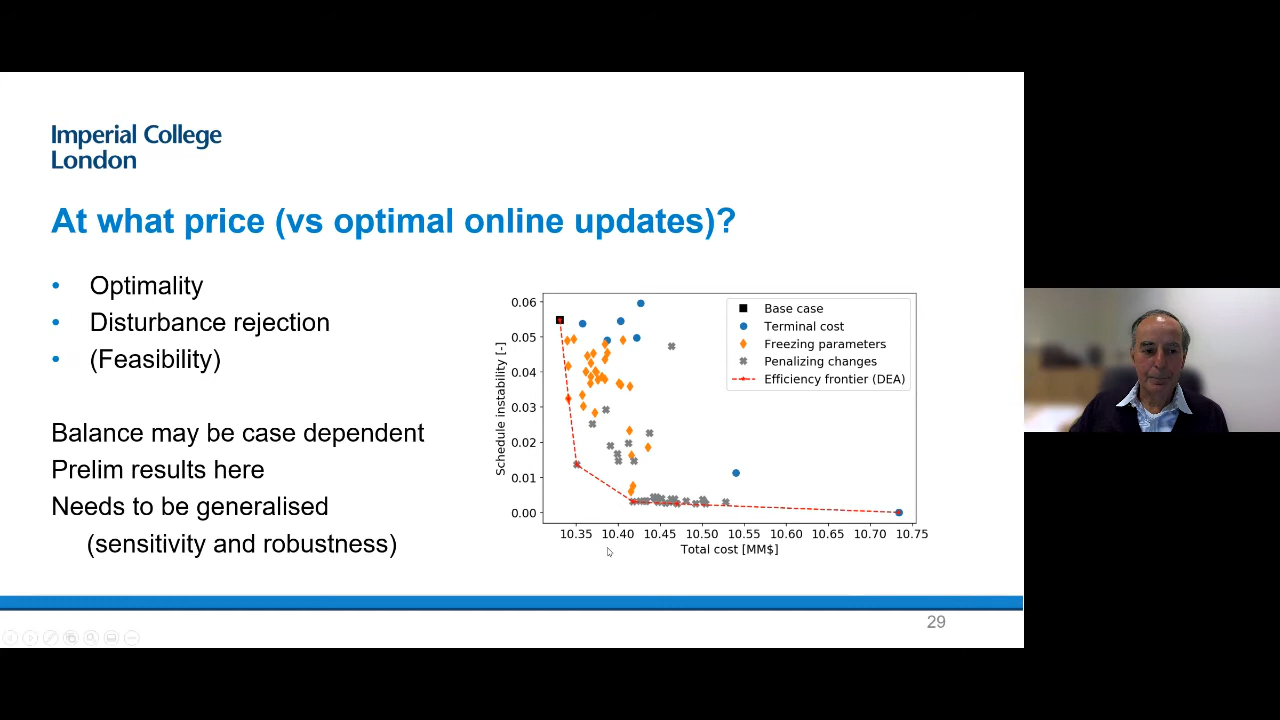 Imperial College
London
At what price (vs optimal online updates)?
• Optimality
• Disturbance rejection
• (Feasibility)
Balance may be case dependent
Prelim results here
Needs to be generalised
(sensitivity and robustness)
Schedule instability [-]
0.06
0.05
0.04
0.03
0.02
0.01
0.00
Base case
Terminal cost
Freezing parameters
Penalizing changes
Efficiency frontier (DEA)
10.35 10.40 10.45 10.50 10.55 10.60 10.65 10.70 10.75
Total cost [MM$]
29